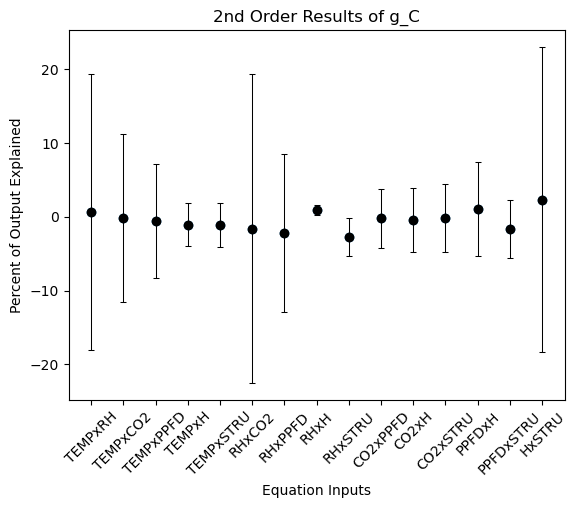 2nd Order Results of g_C
Percent of Output Explained
20
10
0
−10
−20
TEMPxRH
TEMPxCO2
TEMPxPPFD
TEMPxH
TEMPxSTRU
RHxCO2
RHxPPFD
RHxH
RHxSTRU
CO2xPPFD
CO2xH
CO2xSTRU
PPFDxH
PPFDxSTRU
HxSTRU
Equation Inputs